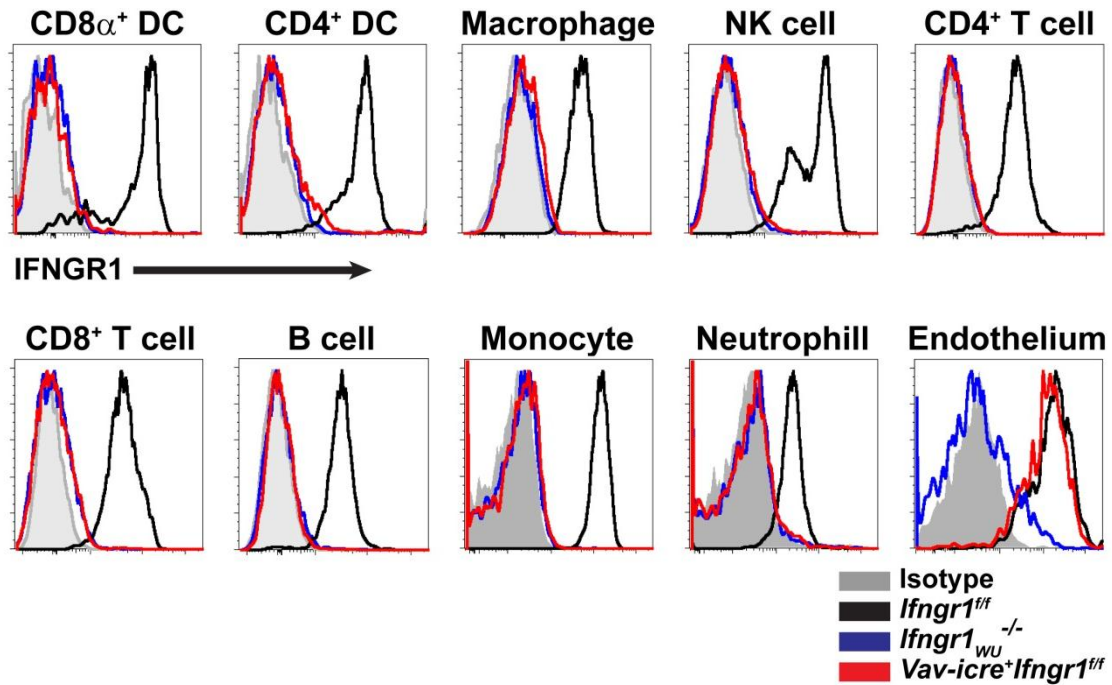 CD8α⁺ DC CD4⁺ DC Macrophage NK cell CD4⁺ T cell
IFNGR1
CD8⁺ T cell B cell Monocyte Neutrophill Endothelium
Isotype
Ifngr1f/f
Ifngr1WU-/-
Vav-icre⁺Ifngr1f/f